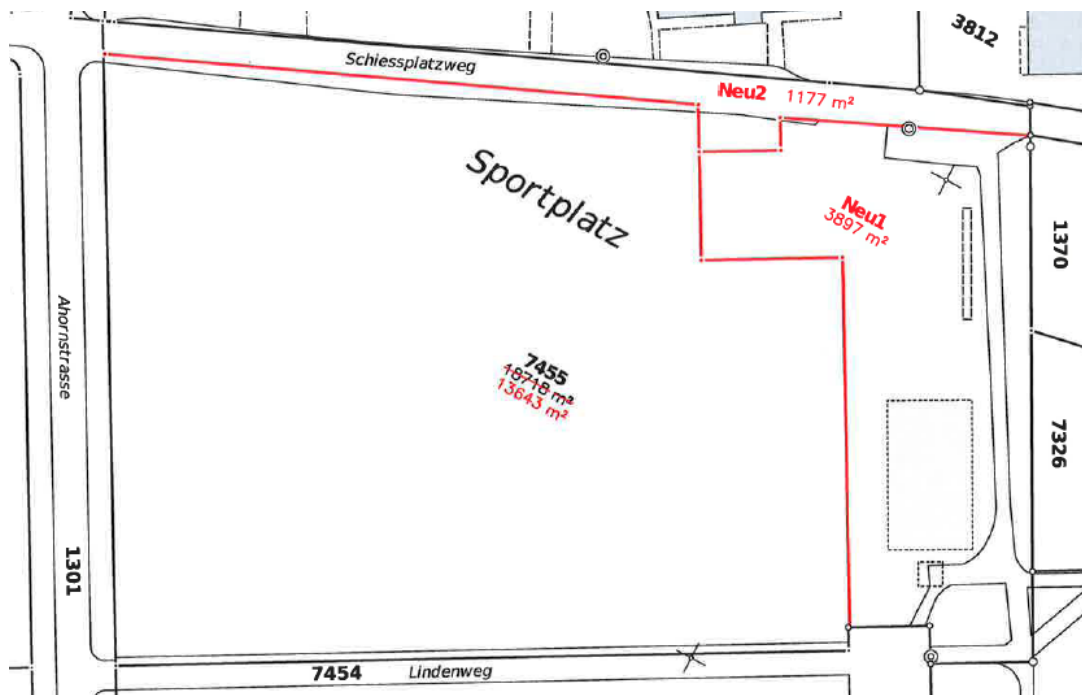 3812
Schiessplatzweg
Neu2 1177 m²
Sportplatz
Neu1
3897 m²
1370
Ahornstrasse
7455
18718 m²
13643 m²
7326
1301
7454 Lindenweg